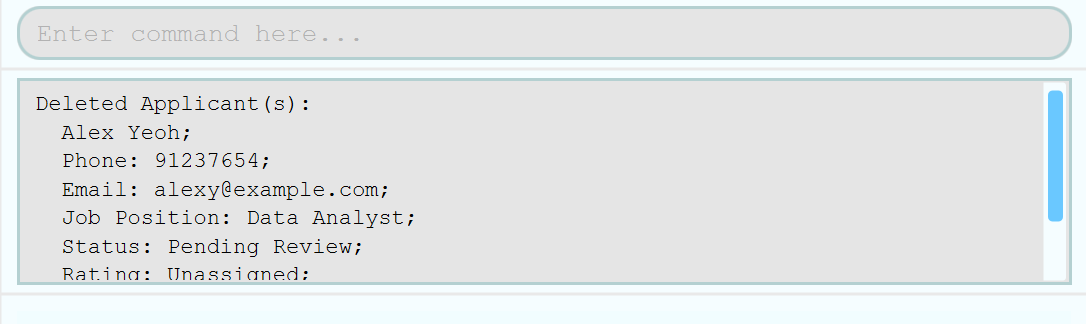 Enter command here...
Deleted Applicant(s):
Alex Yeoh;
Phone: 91237654;
Email: alexy@example.com;
Job Position: Data Analyst;
Status: Pending Review;
Rating: Unassigned;